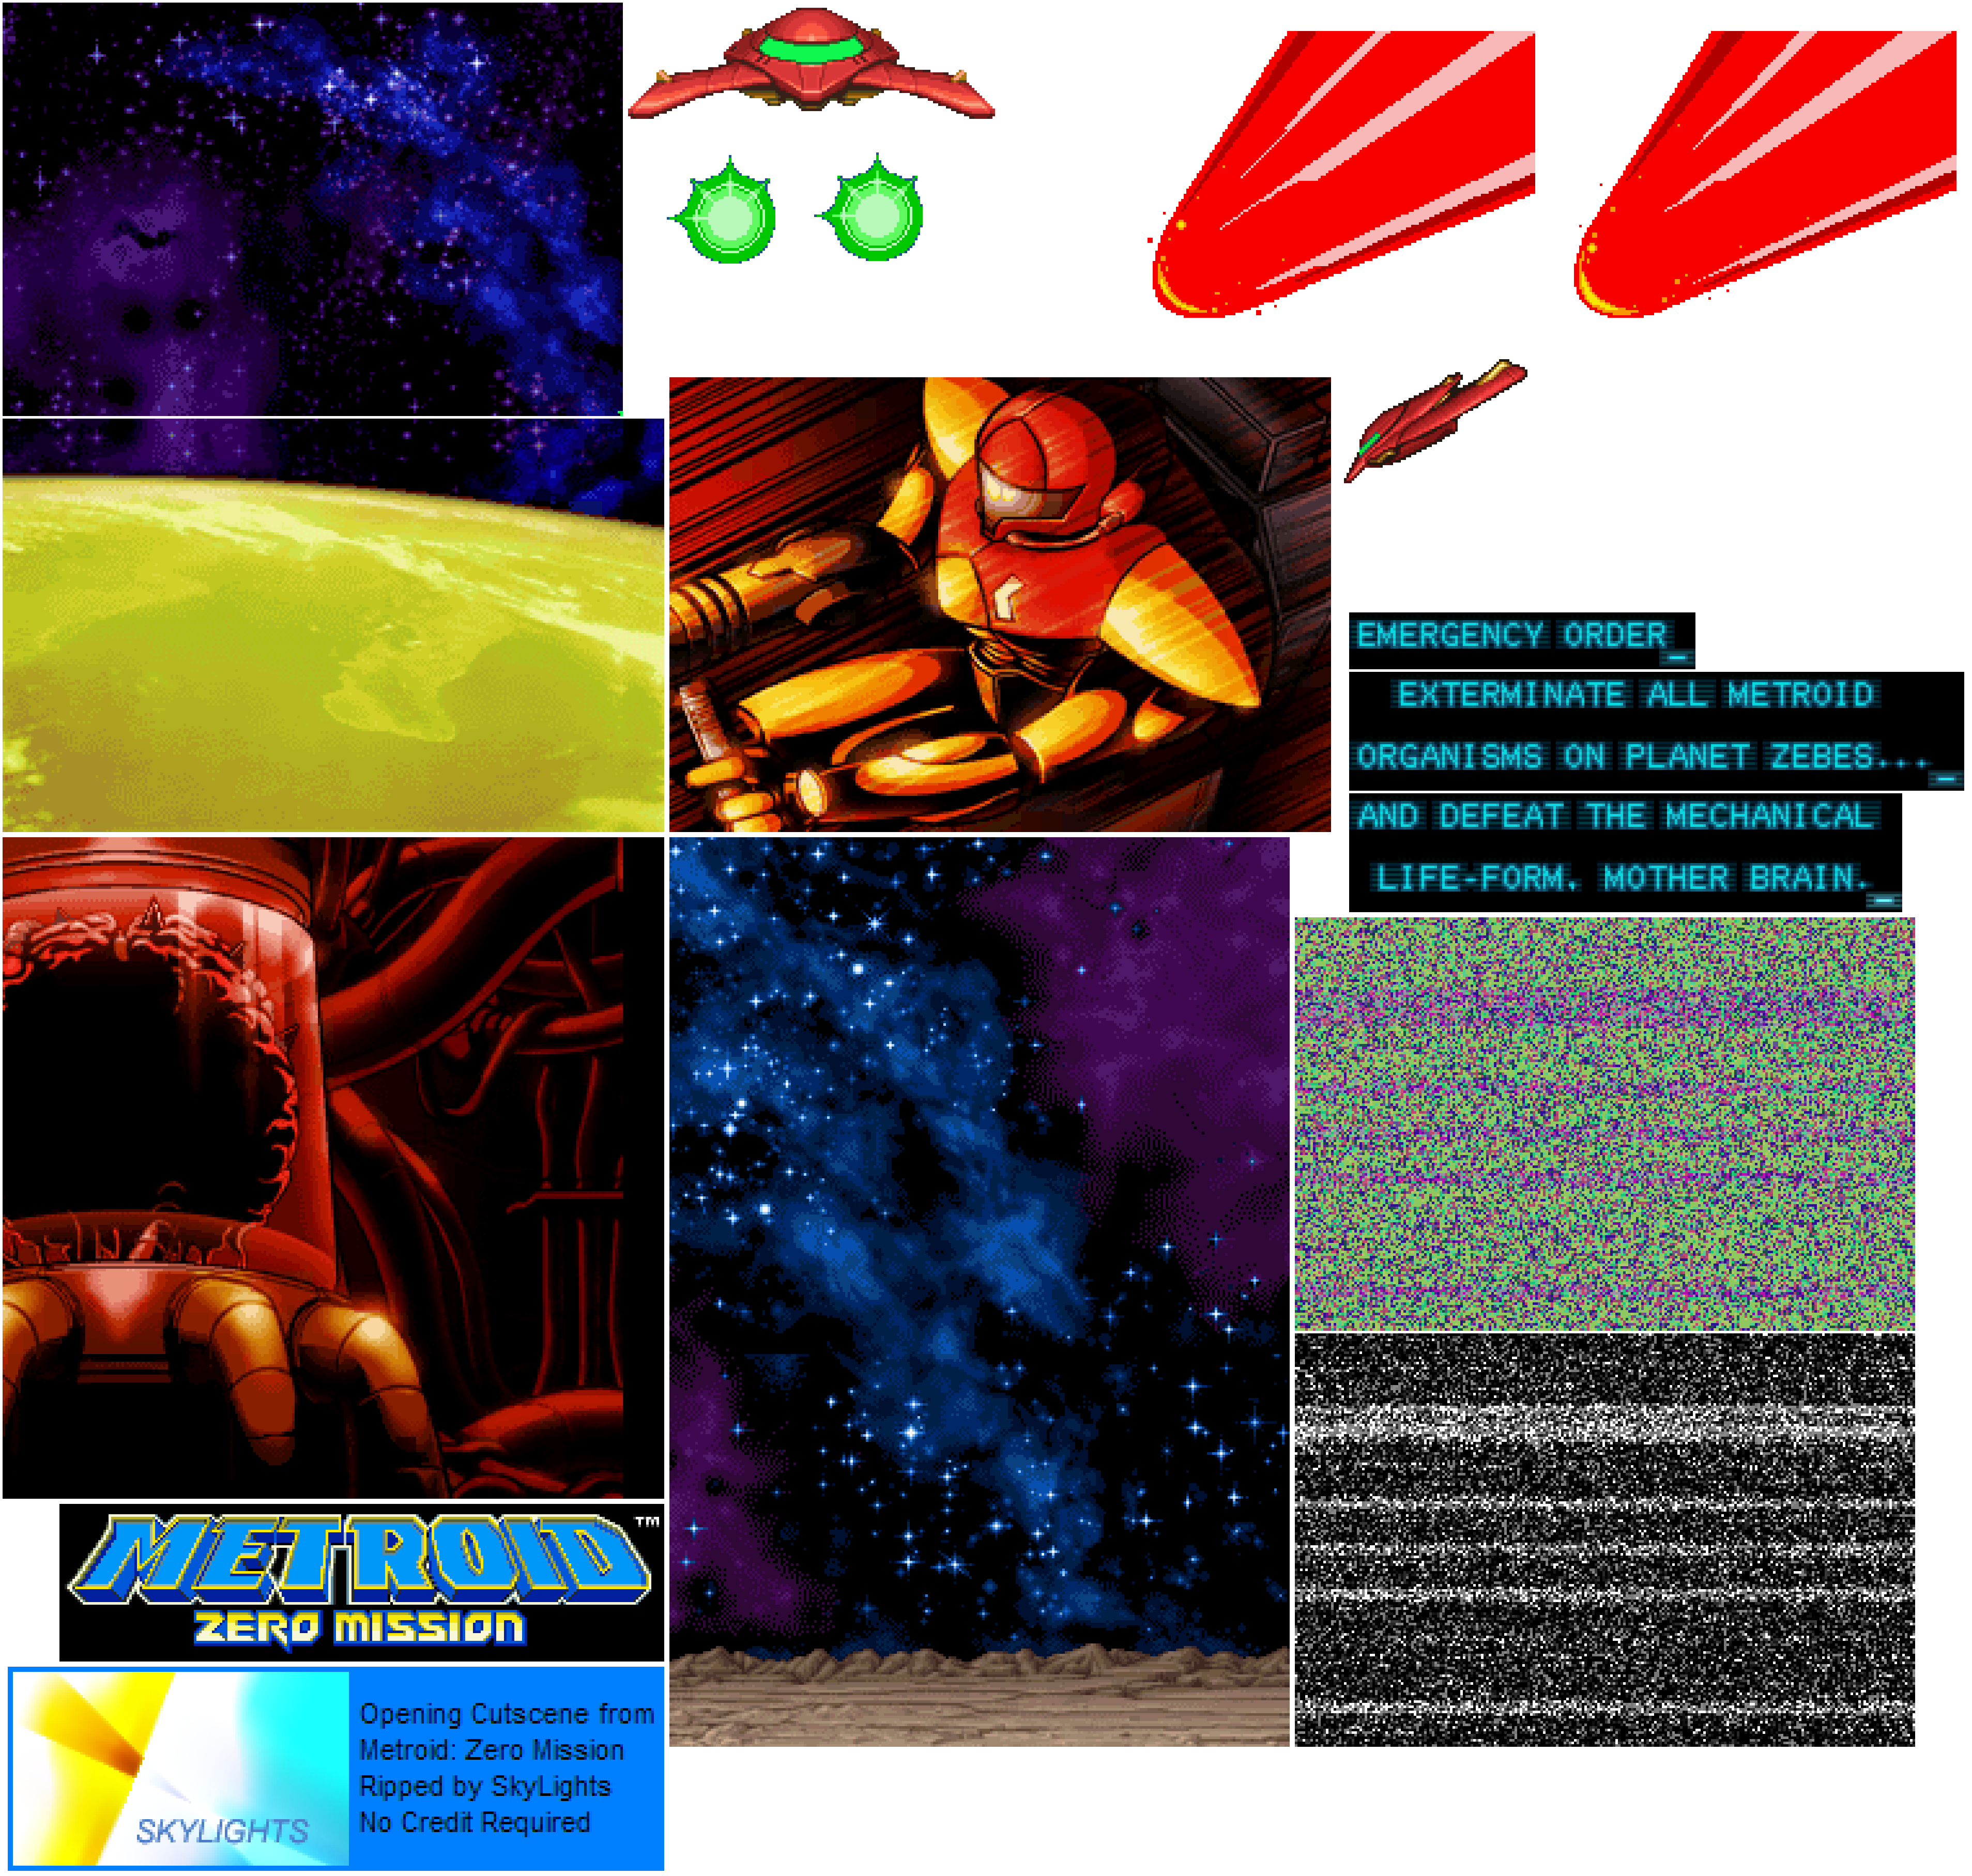 EMERGENCY ORDER_
EXTERMINATE ALL METROID
ORGANISMS ON PLANET ZEBES..._
AND DEFEAT THE MECHANICAL
LIFE-FORM. MOTHER BRAIN._
METROID™
ZERO MISSION
SKYLIGHTS
Opening Cutscene from
Metroid: Zero Mission
Ripped by SkyLights
No Credit Required